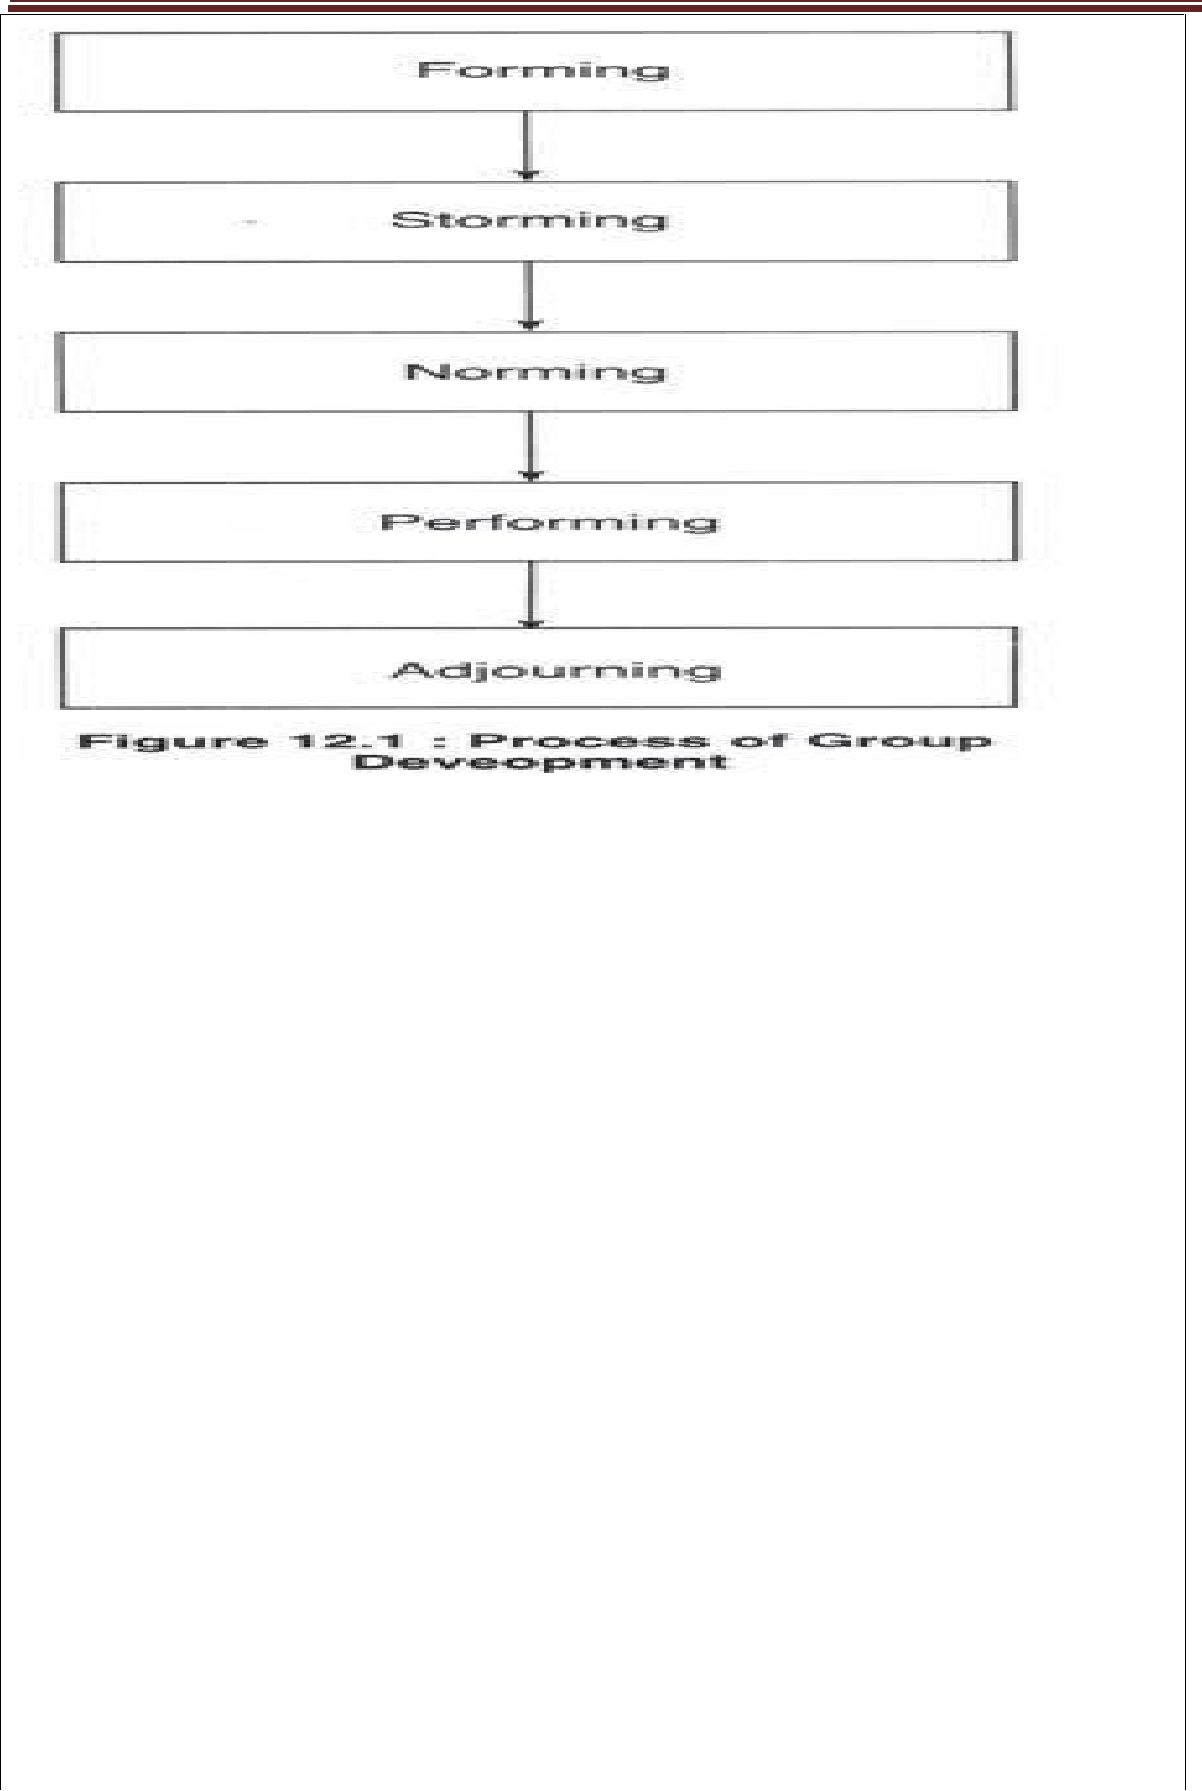 Forming
Storming
Norming
Performing
Adjourning
Figure 12.1 : Process of Group
Deveopment